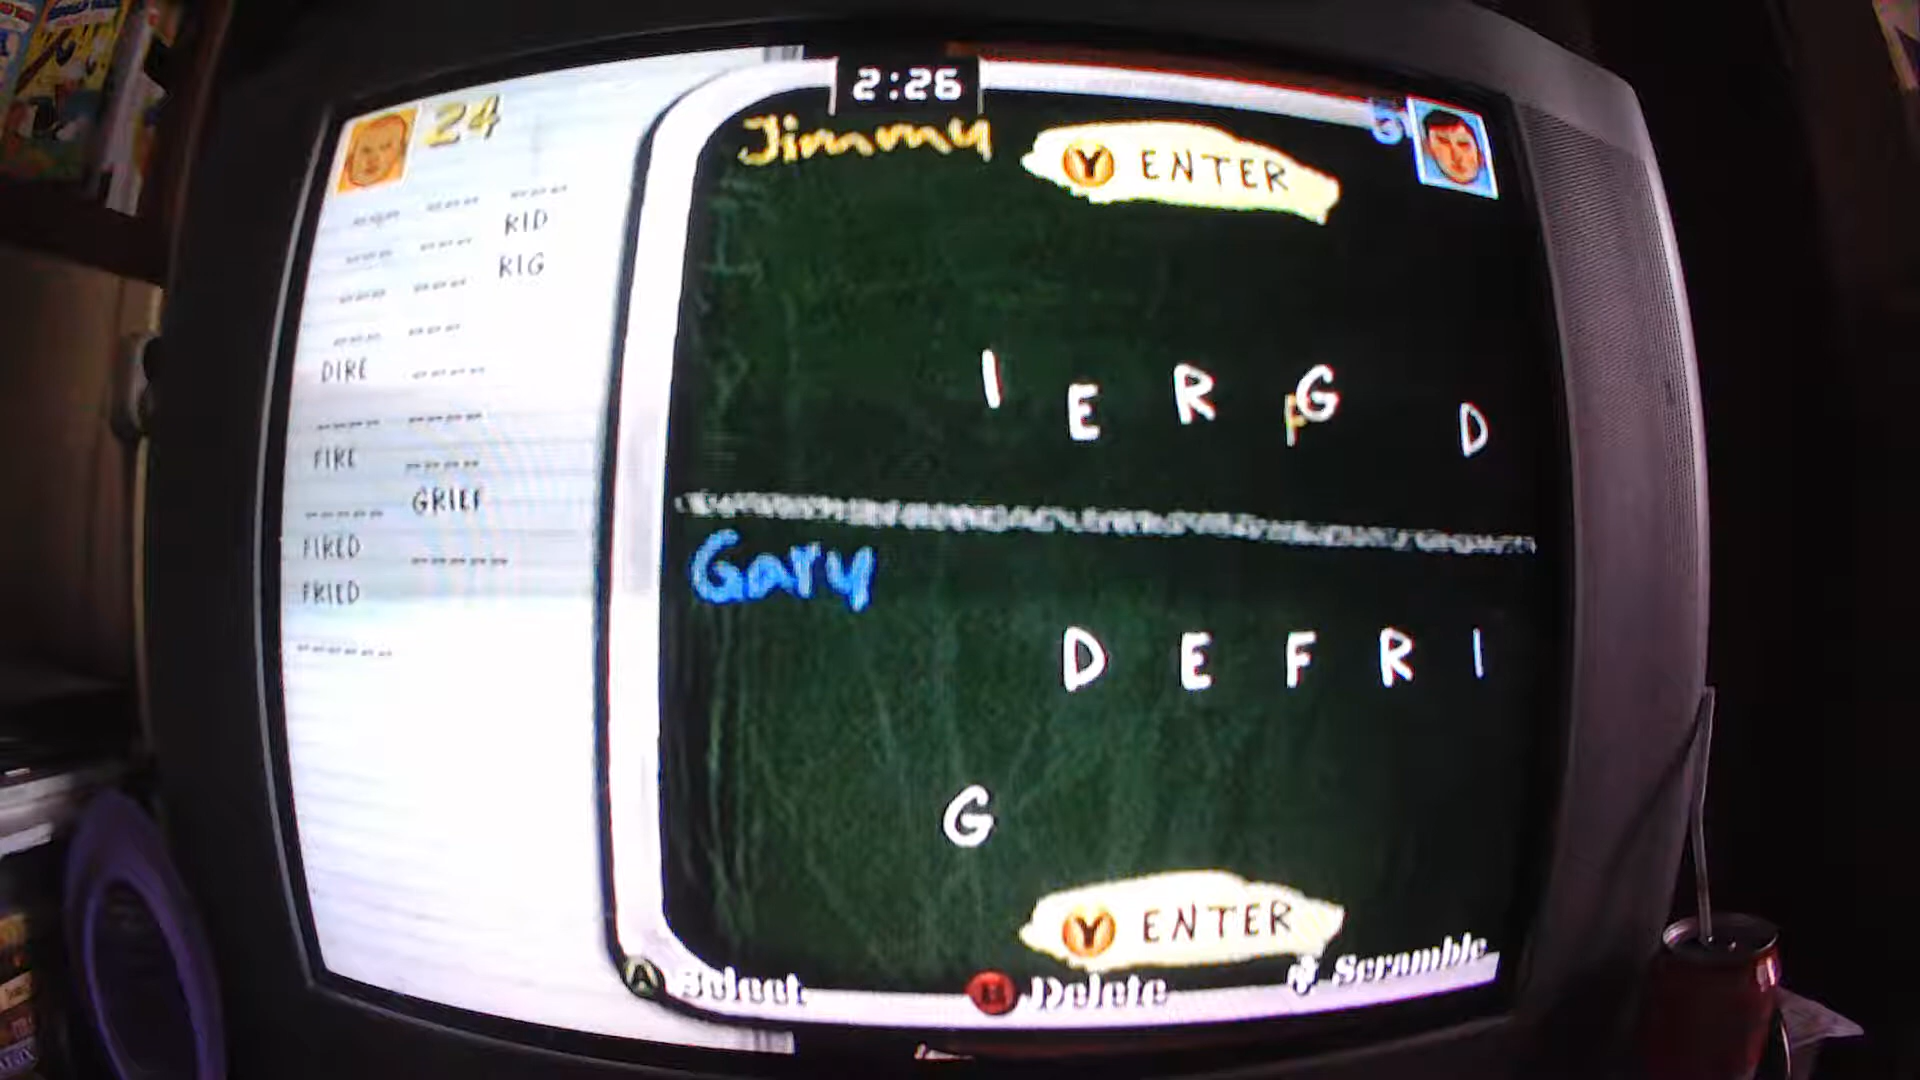 2:26
24
Jimmy
Y ENTER
RID
RIG
DIRE
FIRE
GRIEF
FIRED
FRIED
I E R F G D
Gary
D E F R I
G
Y ENTER
A Select
B Delete
Scramble